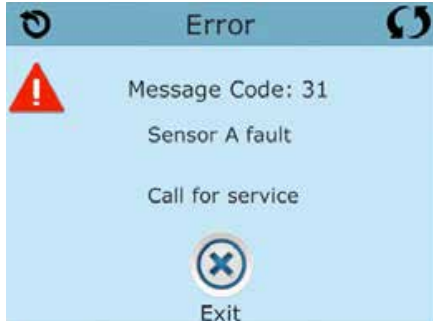 Error
Message Code: 31
Sensor A fault
Call for service
Exit